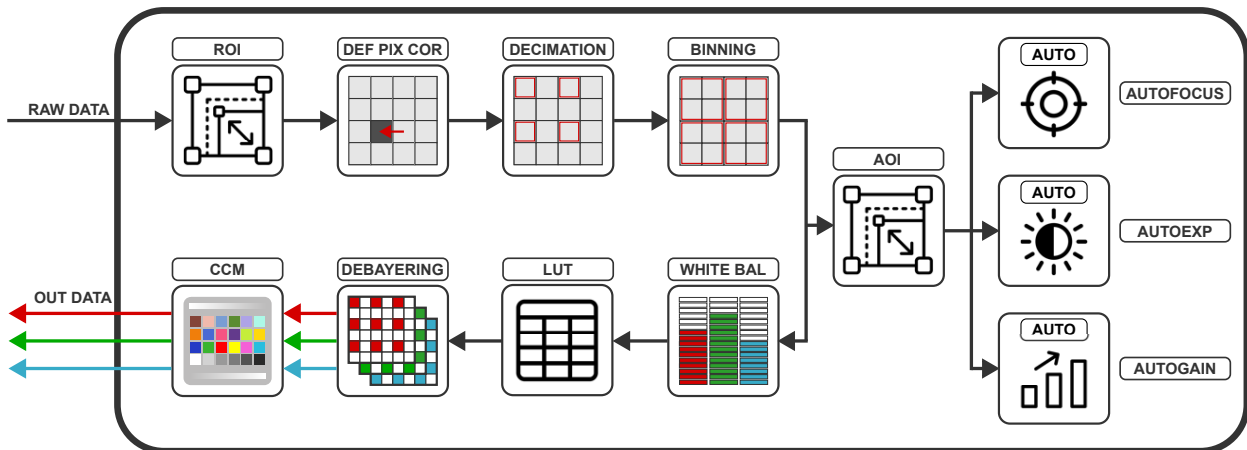 ROI
DEF PIX COR
DECIMATION
BINNING
AUTO
AUTOFOCUS
RAW DATA
AOI
AUTO
AUTOEXP
CCM
DEBAYERING
LUT
WHITE BAL
OUT DATA
AUTO
AUTOGAIN